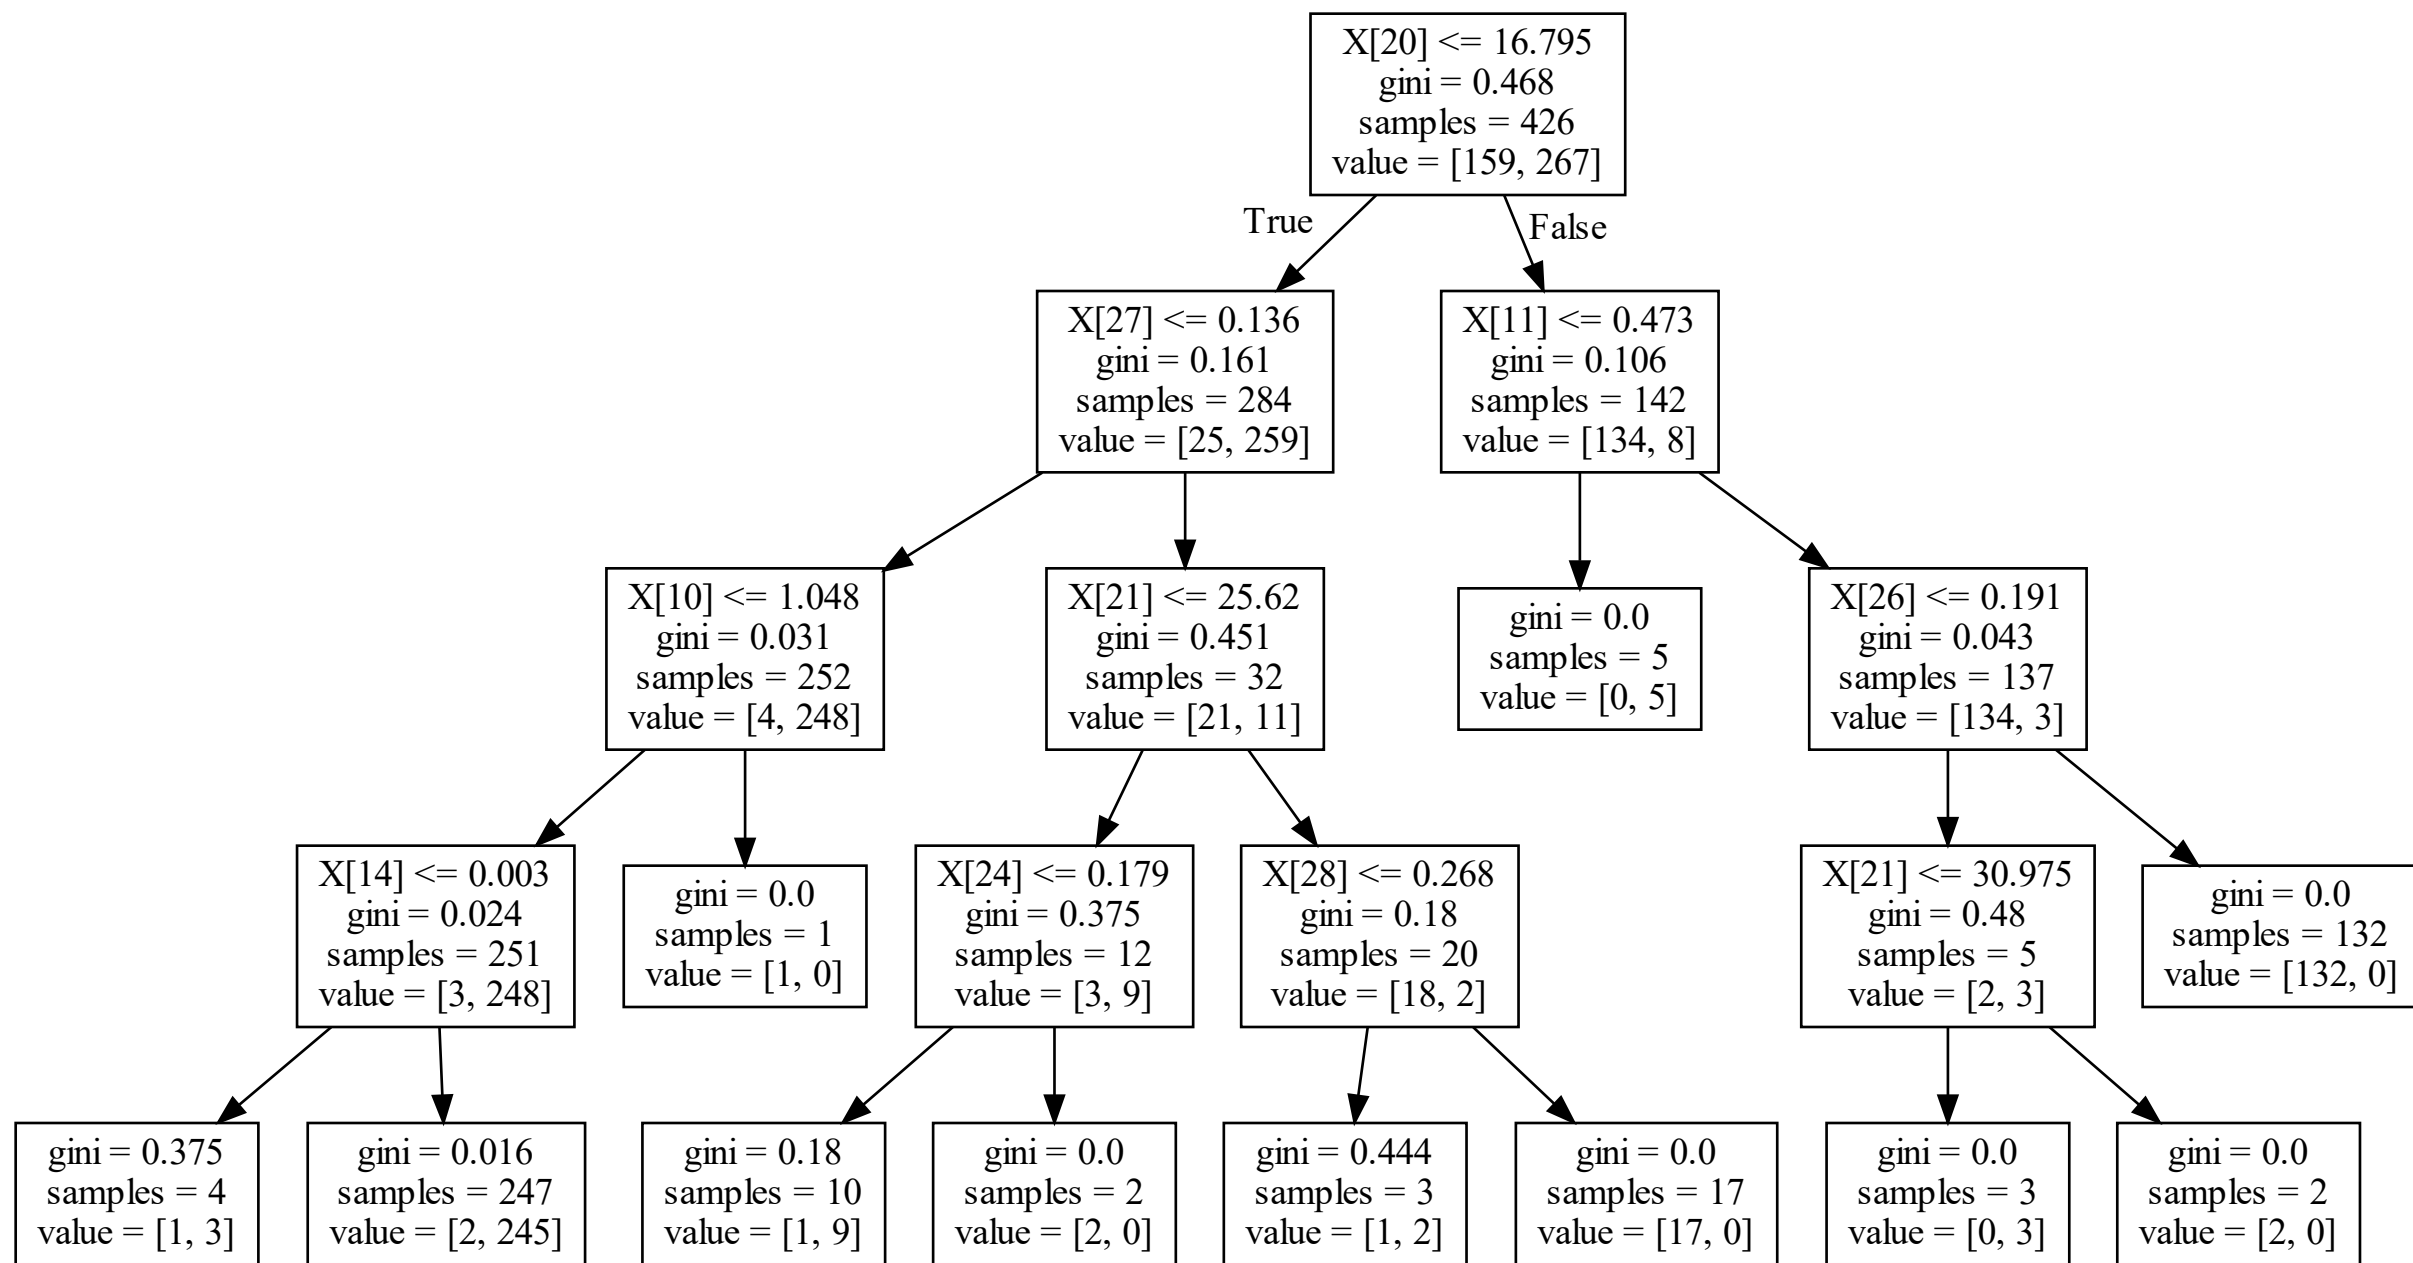 X[20] <= 16.795
gini = 0.468
samples = 426
value = [159, 267]
True
False
X[27] <= 0.136
gini = 0.161
samples = 284
value = [25, 259]
X[11] <= 0.473
gini = 0.106
samples = 142
value = [134, 8]
X[10] <= 1.048
gini = 0.031
samples = 252
value = [4, 248]
X[21] <= 25.62
gini = 0.451
samples = 32
value = [21, 11]
gini = 0.0
samples = 5
value = [0, 5]
X[26] <= 0.191
gini = 0.043
samples = 137
value = [134, 3]
X[14] <= 0.003
gini = 0.024
samples = 251
value = [3, 248]
gini = 0.0
samples = 1
value = [1, 0]
X[24] <= 0.179
gini = 0.375
samples = 12
value = [3, 9]
X[28] <= 0.268
gini = 0.18
samples = 20
value = [18, 2]
X[21] <= 30.975
gini = 0.48
samples = 5
value = [2, 3]
gini = 0.0
samples = 132
value = [132, 0]
gini = 0.375
samples = 4
value = [1, 3]
gini = 0.016
samples = 247
value = [2, 245]
gini = 0.18
samples = 10
value = [1, 9]
gini = 0.0
samples = 2
value = [2, 0]
gini = 0.444
samples = 3
value = [1, 2]
gini = 0.0
samples = 17
value = [17, 0]
gini = 0.0
samples = 3
value = [0, 3]
gini = 0.0
samples = 2
value = [2, 0]